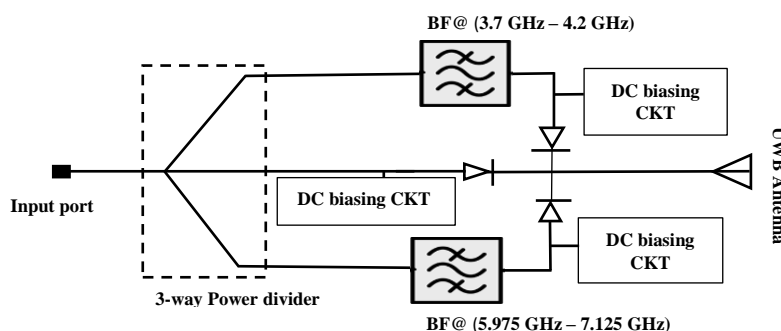 BF@ (3.7 GHz – 4.2 GHz)
DC biasing
CKT
UWB Antenna
Input port
DC biasing CKT
DC biasing
CKT
3-way Power divider
BF@ (5.975 GHz – 7.125 GHz)